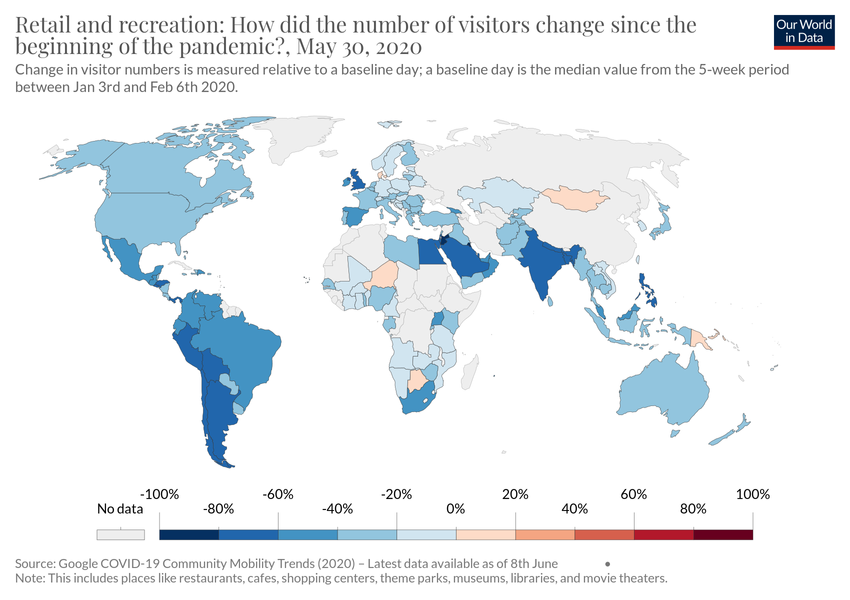 Retail and recreation: How did the number of visitors change since the
beginning of the pandemic?, May 30, 2020
Our World
in Data
Change in visitor numbers is measured relative to a baseline day; a baseline day is the median value from the 5-week period
between Jan 3rd and Feb 6th 2020.
-100% -60% -20% 20% 60% 100%
No data -80% -40% 0% 40% 80%
Source: Google COVID-19 Community Mobility Trends (2020) – Latest data available as of 8th June •
Note: This includes places like restaurants, cafes, shopping centers, theme parks, museums, libraries, and movie theaters.